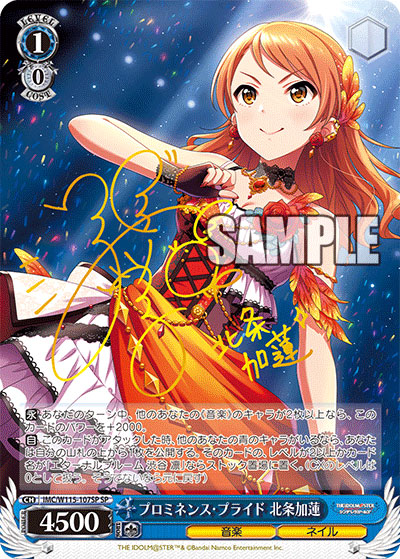 LEVEL
1
0
COST
SAMPLE
北条
加蓮
永 あなたのターン中、他のあなたの《音楽》のキャラが2枚以上なら、このカードのパワーを+2000。
自 このカードがアタックした時、他のあなたの青のキャラがいるなら、あなたは自分の山札の上から1枚を公開する。そのカードの、レベルが2以上かカード名が「エターナルブルーム 渋谷 凛」ならストック置場に置く。(CXのレベルは0として扱う。そうでないなら元に戻す)
CH IMC/W115-107SP SP
プロミネンス・プライド 北条加蓮
4500
音楽
ネイル
THE IDOLM@STER
THE IDOLM@STER™ & ©Bandai Namco Entertainment Inc.